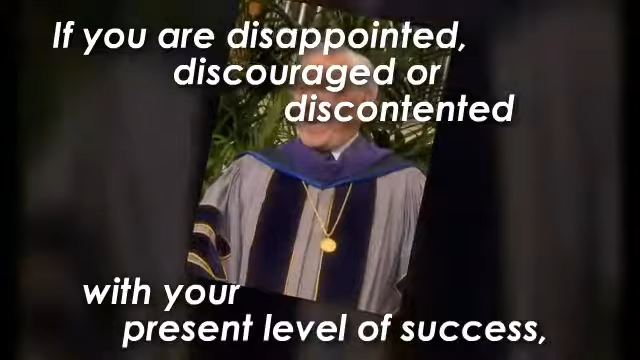 If you are disappointed,
discouraged or
discontented
with your
present level of success,